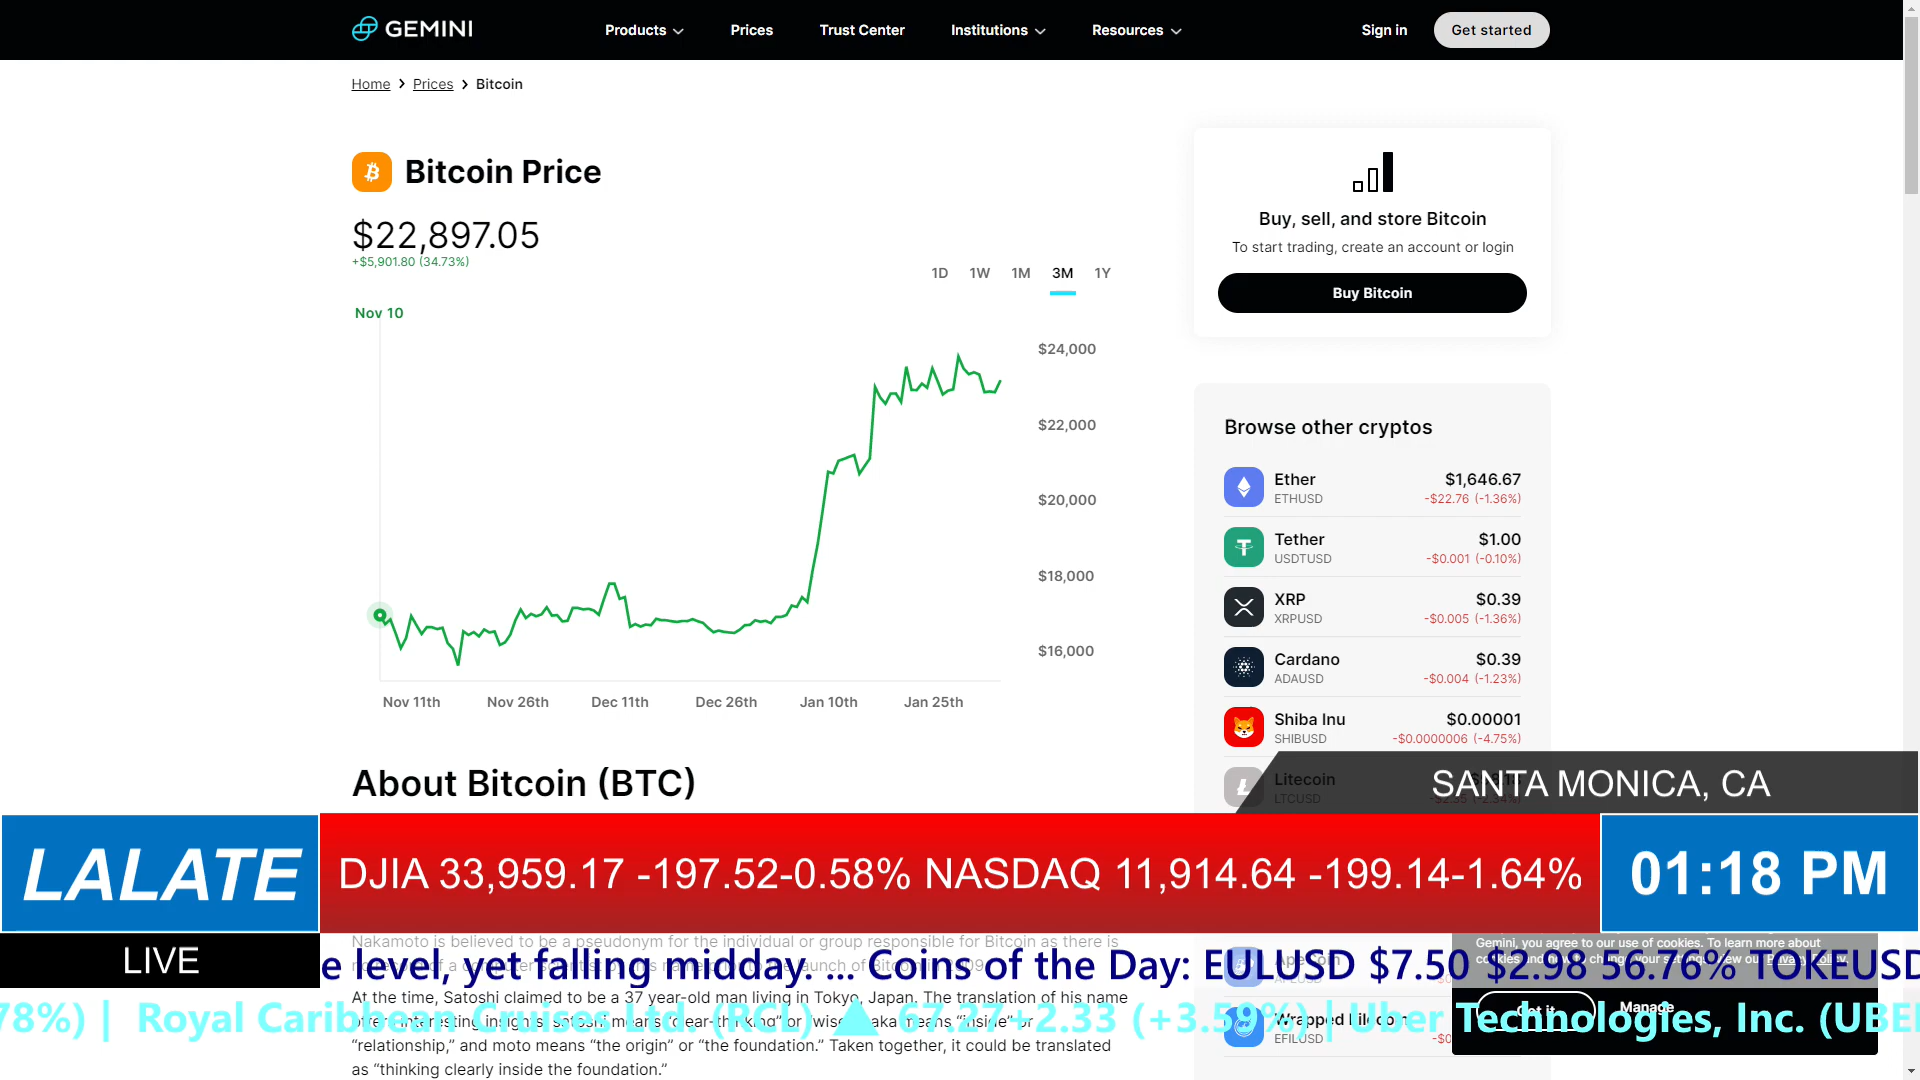 GEMINI
Products
Prices
Trust Center
Institutions
Resources
Sign in
Get started
Home > Prices > Bitcoin
Bitcoin Price
$22,897.05
+$5,901.80 (34.73%)
1D 1W 1M 3M 1Y
Nov 10
$24,000
$22,000
$20,000
$18,000
$16,000
Nov 11th Nov 26th Dec 11th Dec 26th Jan 10th Jan 25th
Buy, sell, and store Bitcoin
To start trading, create an account or login
Buy Bitcoin
Browse other cryptos
Ether $1,646.67
ETHUSD -$22.76 (-1.36%)
Tether $1.00
USDTUSD -$0.001 (-0.10%)
XRP $0.39
XRPUSD -$0.005 (-1.36%)
Cardano $0.39
ADAUSD -$0.004 (-1.23%)
Shiba Inu $0.00001
SHIBUSD -$0.0000006 (-4.75%)
Litecoin
LTCUSD
About Bitcoin (BTC)
SANTA MONICA, CA
LALATE
DJIA 33,959.17 -197.52-0.58% NASDAQ 11,914.64 -199.14-1.64%
01:18 PM
LIVE
Nakamoto is believed to be a pseudonym for the individual or group responsible for Bitcoin as there is
Gemini, you agree to our use of cookies. To learn more about
e level, yet falling midday. ... Coins of the Day: EULUSD $7.50 $2.98 56.76% TOKEUSD
At the time, Satoshi claimed to be a 37 year-old man living in Tokyo, Japan. The translation of his name
78%) | Royal Caribbean Cruises Ltd. (RCL) ▲ 67.27+2.33 (+3.59%) | Uber Technologies, Inc. (UBE
Got it
Manage
Wrapped Filecoin
EFILUSD -$0
"relationship," and moto means "the origin" or "the foundation." Taken together, it could be translated
as "thinking clearly inside the foundation."